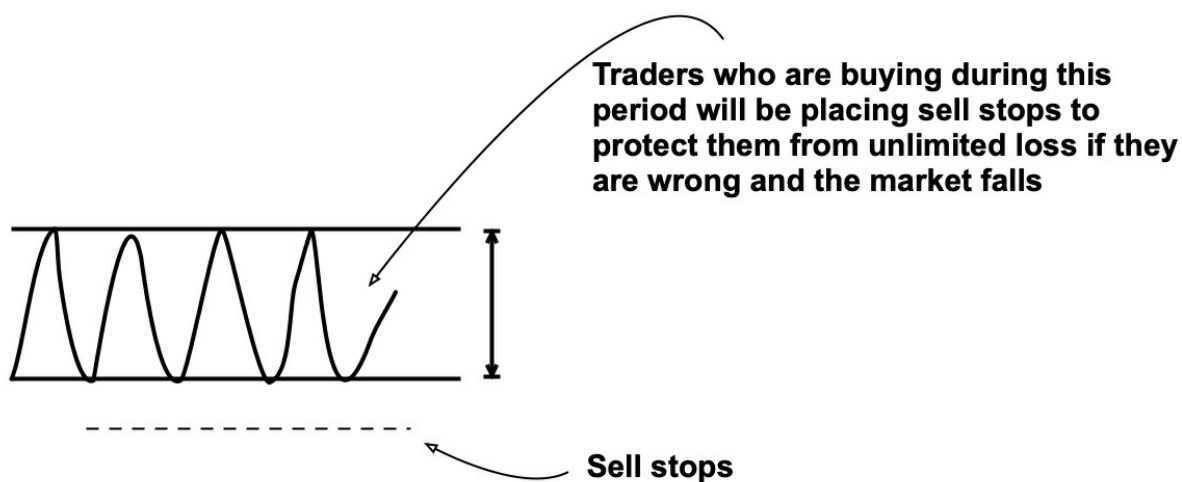 Traders who are buying during this
period will be placing sell stops to
protect them from unlimited loss if they
are wrong and the market falls
Sell stops